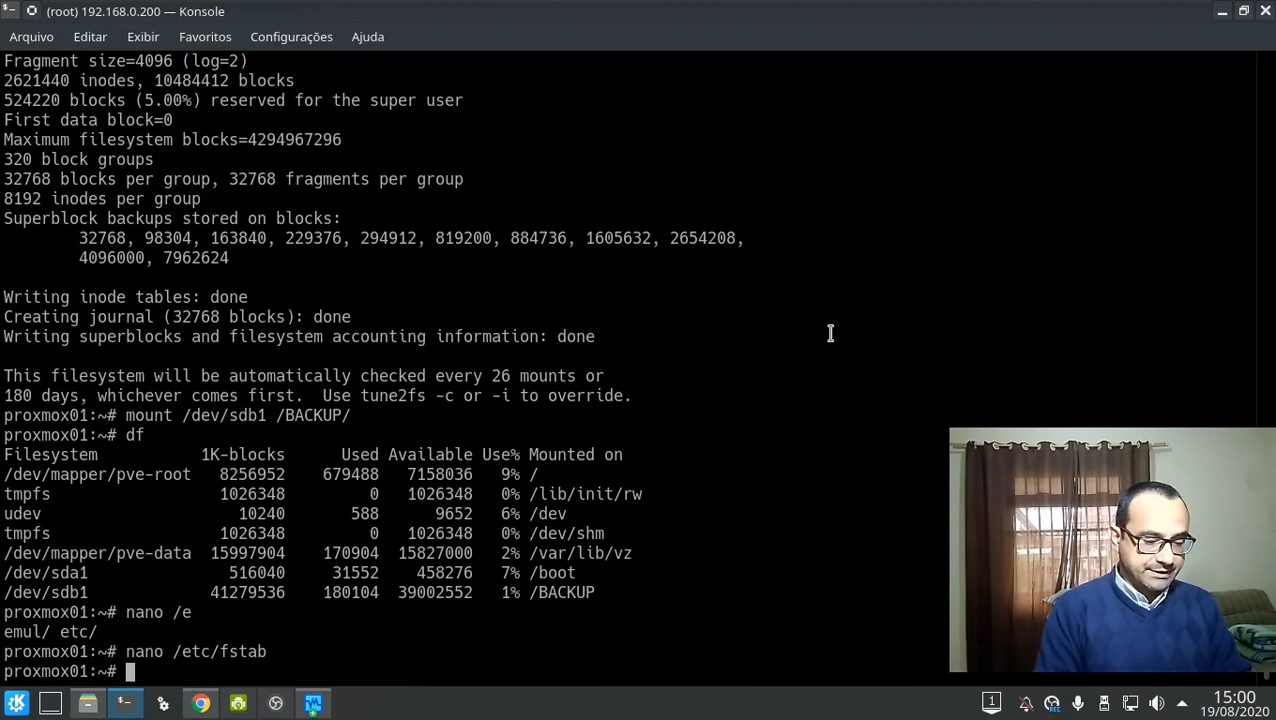 (root) 192.168.0.200 — Konsole
Arquivo Editar Exibir Favoritos Configurações Ajuda
Fragment size=4096 (log=2)
2621440 inodes, 10484412 blocks
524220 blocks (5.00%) reserved for the super user
First data block=0
Maximum filesystem blocks=4294967296
320 block groups
32768 blocks per group, 32768 fragments per group
8192 inodes per group
Superblock backups stored on blocks:
32768, 98304, 163840, 229376, 294912, 819200, 884736, 1605632, 2654208,
4096000, 7962624
Writing inode tables: done
Creating journal (32768 blocks): done
Writing superblocks and filesystem accounting information: done
This filesystem will be automatically checked every 26 mounts or
180 days, whichever comes first.  Use tune2fs -c or -i to override.
proxmox01:~# mount /dev/sdb1 /BACKUP/
proxmox01:~# df
Filesystem 1K-blocks Used Available Use% Mounted on
/dev/mapper/pve-root 8256952 679488 7158036 9% /
tmpfs 1026348 0 1026348 0% /lib/init/rw
udev 10240 588 9652 6% /dev
tmpfs 1026348 0 1026348 0% /dev/shm
/dev/mapper/pve-data 15997904 170904 15827000 2% /var/lib/vz
/dev/sda1 516040 31552 458276 7% /boot
/dev/sdb1 41279536 180104 39002552 1% /BACKUP
proxmox01:~# nano /e
emul/ etc/
proxmox01:~# nano /etc/fstab
proxmox01:~#
1
REC
15:00
19/08/2020